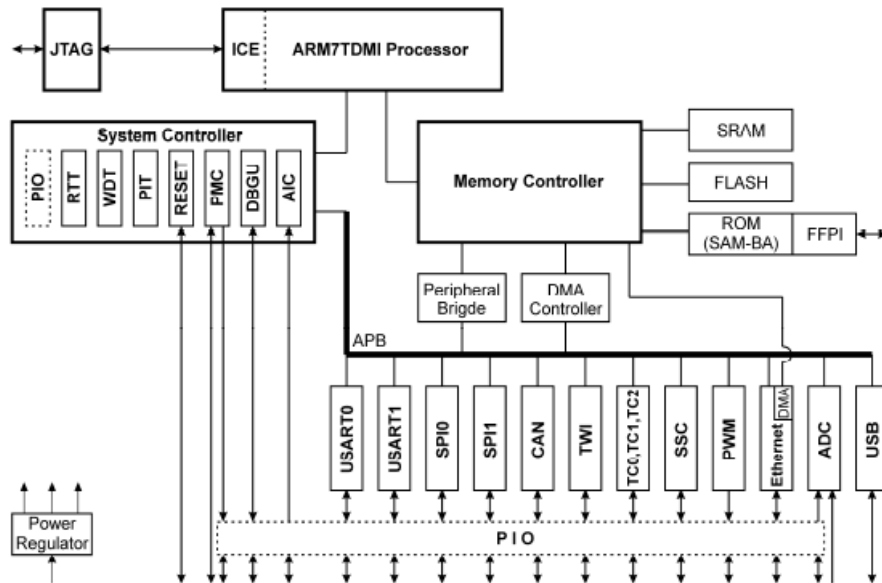 JTAG
ICE
ARM7TDMI Processor
System Controller
PIO
RTT
WDT
PIT
RESET
PMC
DBGU
AIC
Memory Controller
SRAM
FLASH
ROM
(SAM-BA)
FFPI
Peripheral
Brigde
DMA
Controller
APB
USART0
USART1
SPI0
SPI1
CAN
TWI
TC0,TC1,TC2
SSC
PWM
Ethernet
DMA
ADC
USB
Power
Regulator
PIO